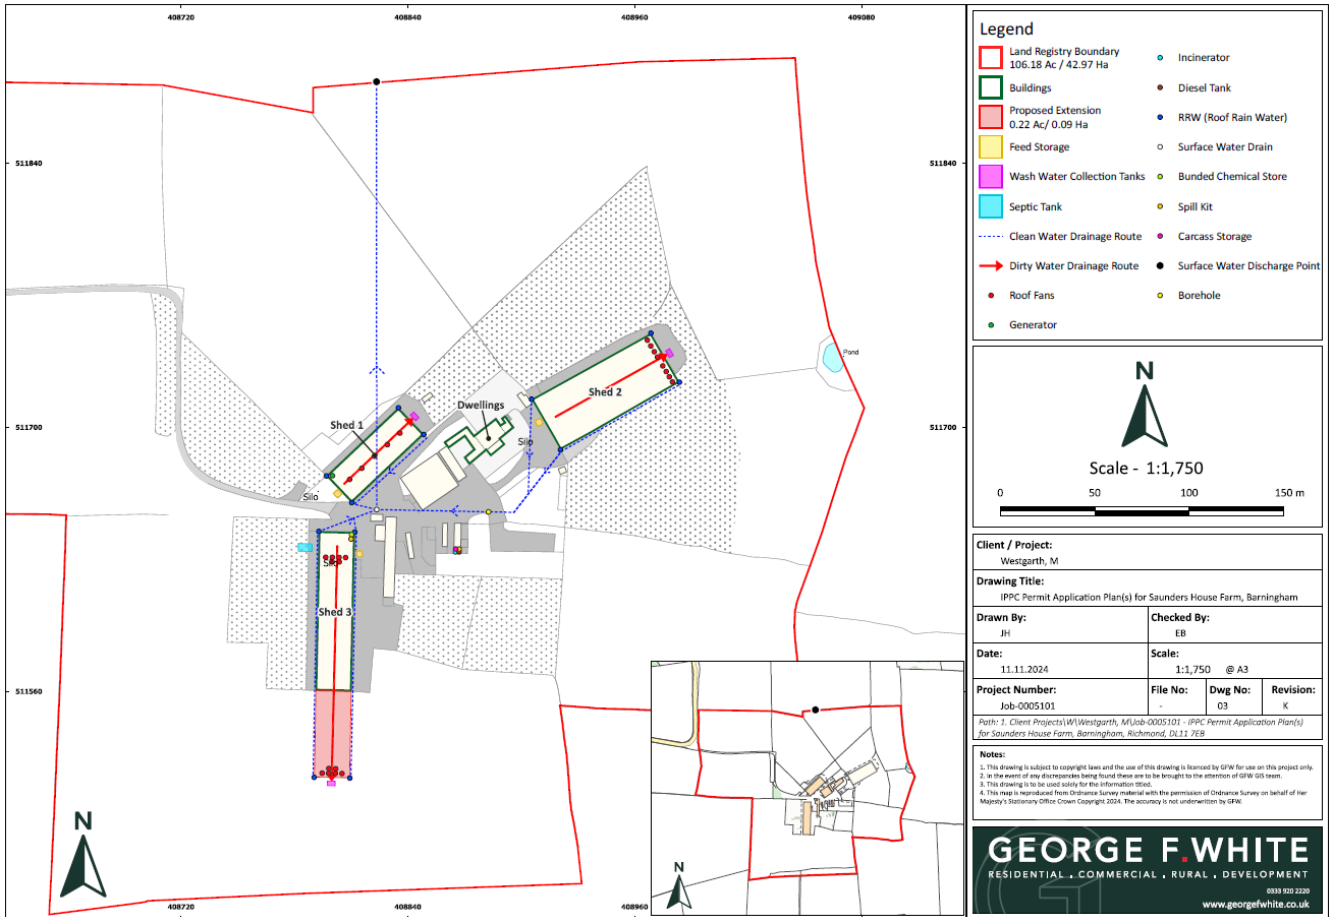 408720
408840
408960
409080
511840
511840
Pond
Shed 2
Dwellings
Shed 1
511700
Silo
511700
Silo
Silo
Shed 3
511560
N
N
408720
408840
408960
Legend
Land Registry Boundary
106.18 Ac / 42.97 Ha
Buildings
Proposed Extension
0.22 Ac/ 0.09 Ha
Feed Storage
Wash Water Collection Tanks
Septic Tank
Clean Water Drainage Route
Dirty Water Drainage Route
Roof Fans
Generator
Incinerator
Diesel Tank
RRW (Roof Rain Water)
Surface Water Drain
Bunded Chemical Store
Spill Kit
Carcass Storage
Surface Water Discharge Point
Borehole
N
Scale - 1:1,750
0 50 100 150 m
Client / Project:
Westgarth, M
Drawing Title:
IPPC Permit Application Plan(s) for Saunders House Farm, Barningham
Drawn By:
JH
Checked By:
EB
Date:
11.11.2024
Scale:
1:1,750 @ A3
Project Number:
Job-0005101
File No:
-
Dwg No:
03
Revision:
K
Path: 1. Client Projects\W\Westgarth, M\Job-0005101 - IPPC Permit Application Plan(s)
for Saunders House Farm, Barningham, Richmond, DL11 7EB
Notes:
1. This drawing is subject to copyright laws and the use of this drawing is licenced by GFW for use on this project only.
2. In the event of any discrepancies being found these are to be brought to the attention of GFW GIS team.
3. This drawing is to be used solely for the information titled.
4. This map is reproduced from Ordnance Survey material with the permission of Ordnance Survey on behalf of Her
Majesty's Stationary Office Crown Copyright 2024. The accuracy is not underwritten by GFW.
GEORGE F.WHITE
RESIDENTIAL . COMMERCIAL . RURAL . DEVELOPMENT
0333 920 2220
www.georgefwhite.co.uk